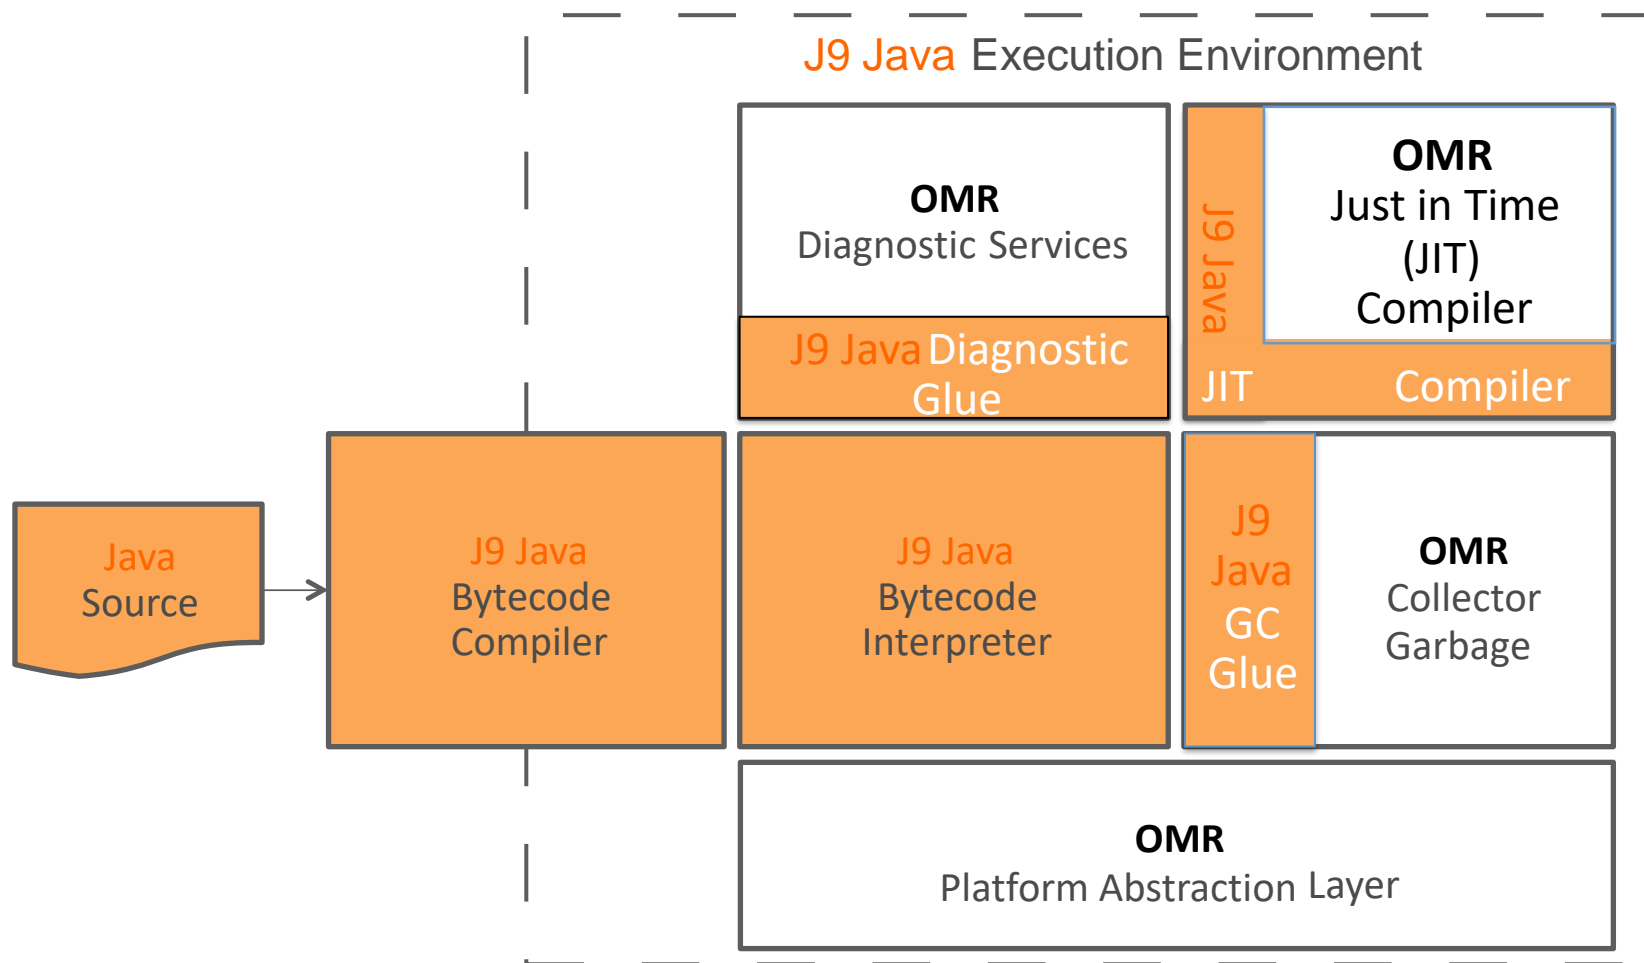 J9 Java Execution Environment
OMR
Diagnostic Services
J9 Java Diagnostic
Glue
OMR
Just in Time
(JIT)
Compiler
J9 Java
JIT Compiler
Java
Source
J9 Java
Bytecode
Compiler
J9 Java
Bytecode
Interpreter
J9
Java
GC
Glue
OMR
Collector
Garbage
OMR
Platform Abstraction Layer